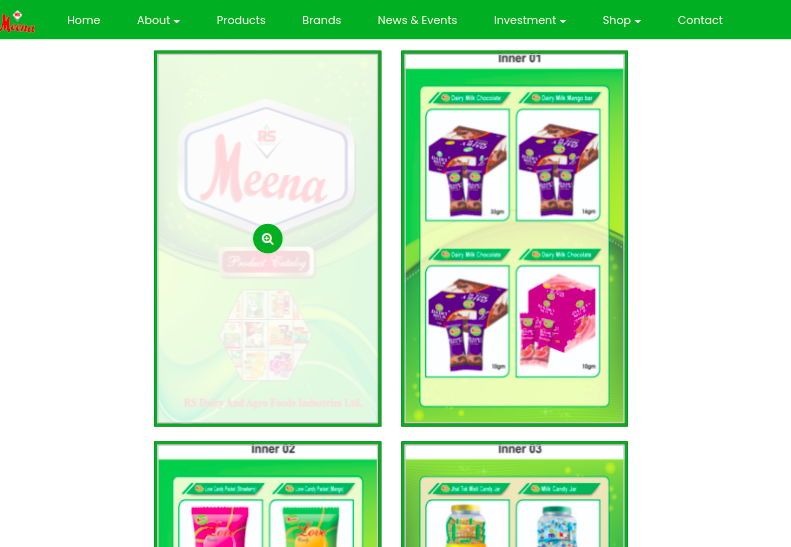 Meena
Home
About
Products
Brands
News & Events
Investment
Shop
Contact
RS
Meena
Product Catalog
RS Dairy And Agro Foods Industries Ltd.
Inner 01
Dairy Milk Chocolate
Dairy Milk Mango bar
18gm
Dairy Milk Chocolate
Dairy Milk Chocolate
10gm
10gm
Inner 02
Love Candy Packet (Strawberry)
Love Candy Packet (Mango)
Love
Love
Inner 03
Jhal Tok Misti Candy Jar
Milk Candy Jar